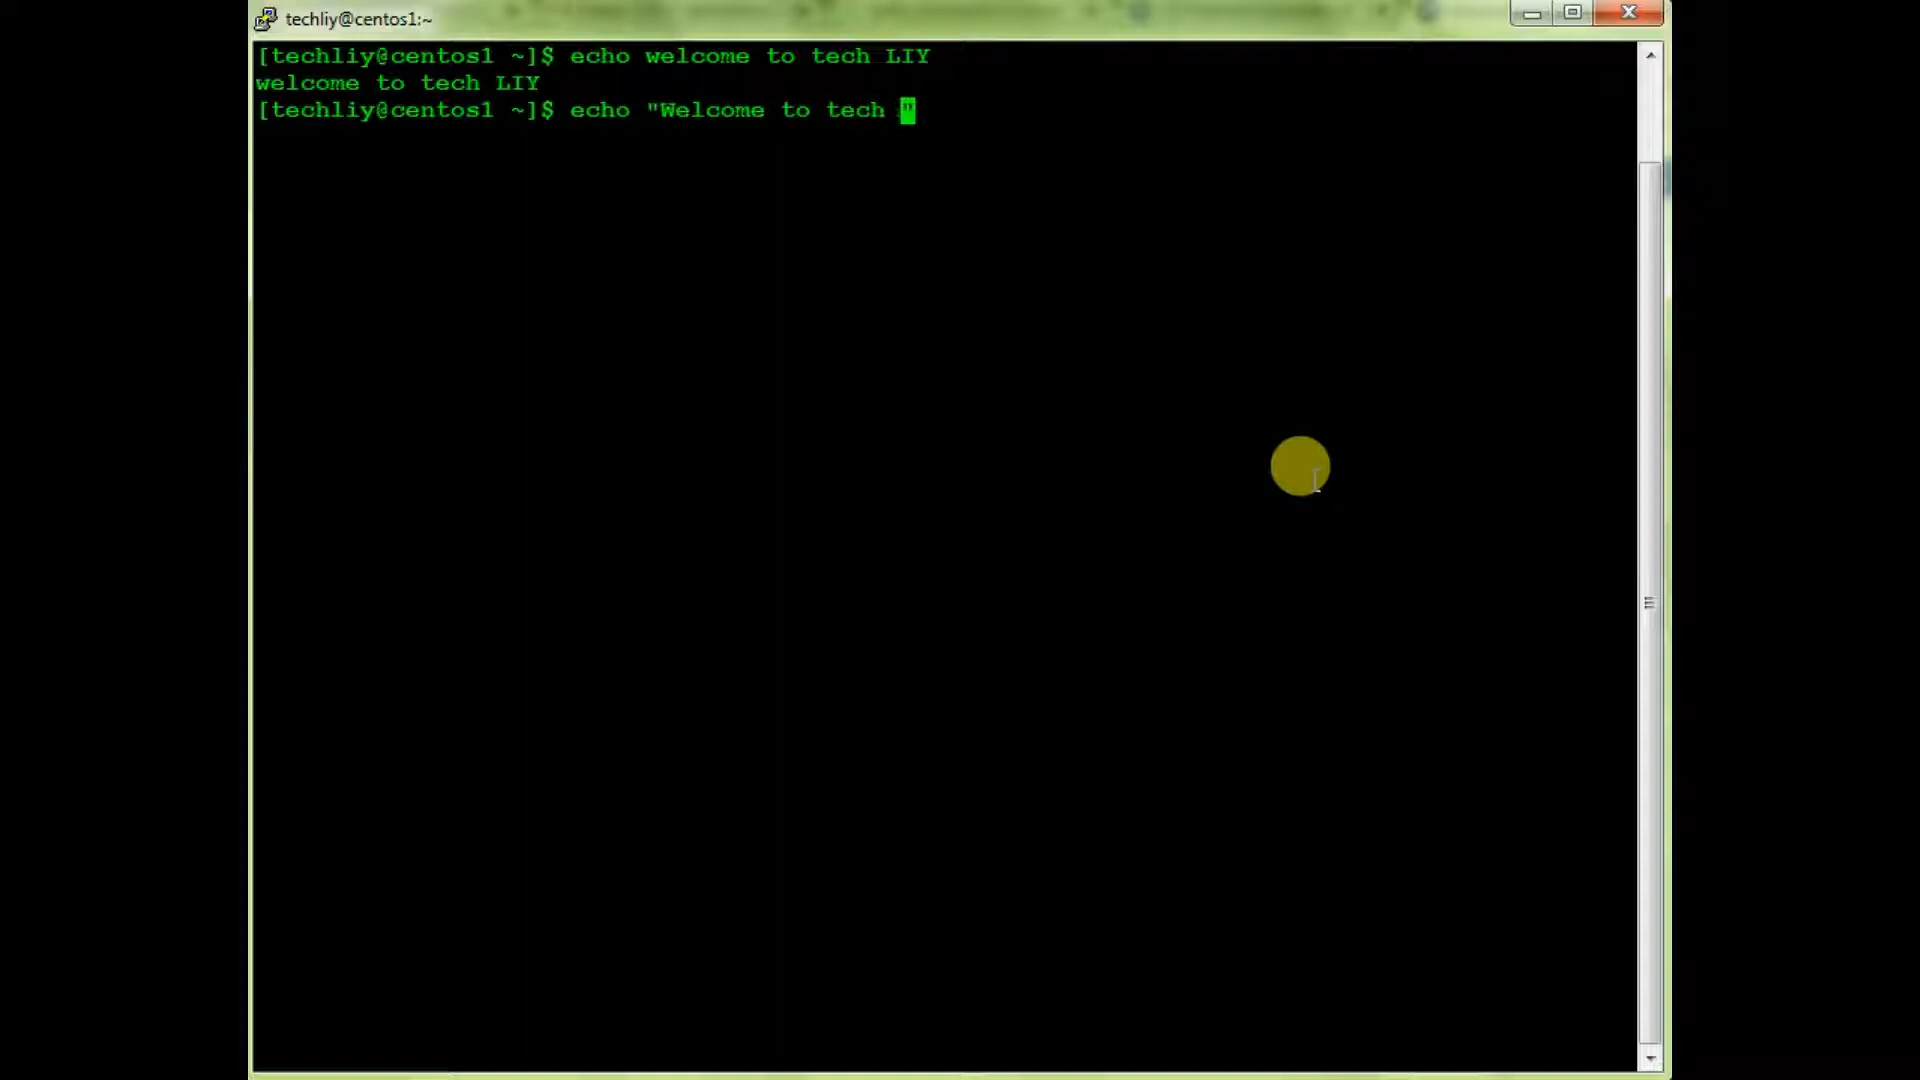 techliy@centos1:~
[techliy@centos1 ~]$ echo welcome to tech LIY
welcome to tech LIY
[techliy@centos1 ~]$ echo "Welcome to tech "